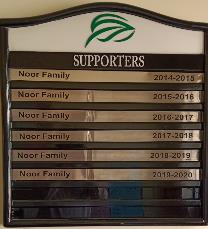 SUPPORTERS
Noor Family 2014-2015
Noor Family 2015-2016
Noor Family 2016-2017
Noor Family 2017-2018
Noor Family 2018-2019
Noor Family 2019-2020